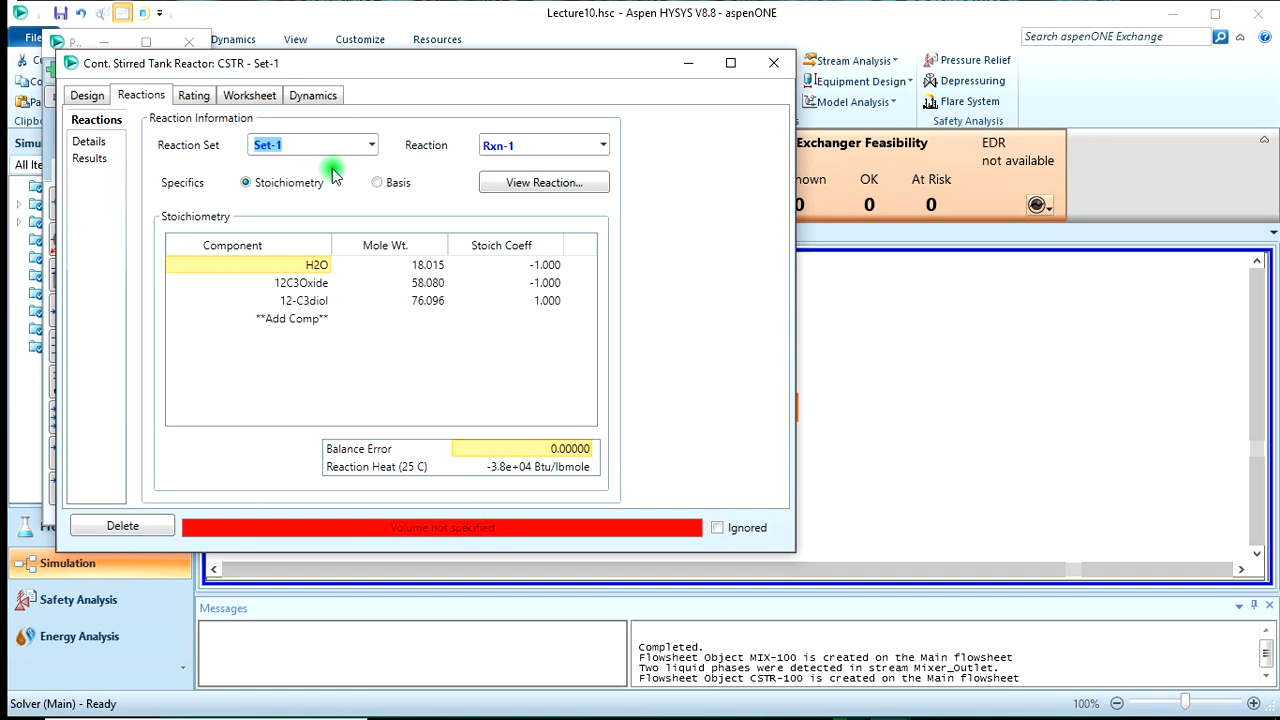 Lecture10.hsc - Aspen HYSYS V8.8 - aspenONE
File
Dynamics
View
Customize
Resources
Search aspenONE Exchange
Cont. Stirred Tank Reactor: CSTR - Set-1
Stream Analysis
Equipment Design
Model Analysis
Pressure Relief
Depressuring
Flare System
Safety Analysis
Clipb
Design
Reactions
Rating
Worksheet
Dynamics
Reactions
Details
Results
Reaction Information
Reaction Set
Set-1
Reaction
Rxn-1
Specifics
Stoichiometry
Basis
View Reaction...
Stoichiometry
Component Mole Wt. Stoich Coeff
H2O 18.015 -1.000
12C3Oxide 58.080 -1.000
12-C3diol 76.096 1.000
**Add Comp**
Balance Error 0.00000
Reaction Heat (25 C) -3.8e+04 Btu/lbmole
Delete
Volume not specified
Ignored
Exchanger Feasibility
EDR
not available
nown
OK
At Risk
0
0
0
Simu
All Ite
Simulation
Safety Analysis
Energy Analysis
Messages
Completed.
Flowsheet Object MIX-100 is created on the Main flowsheet
Two liquid phases were detected in stream Mixer_Outlet.
Flowsheet Object CSTR-100 is created on the Main flowsheet
Solver (Main) - Ready
100%